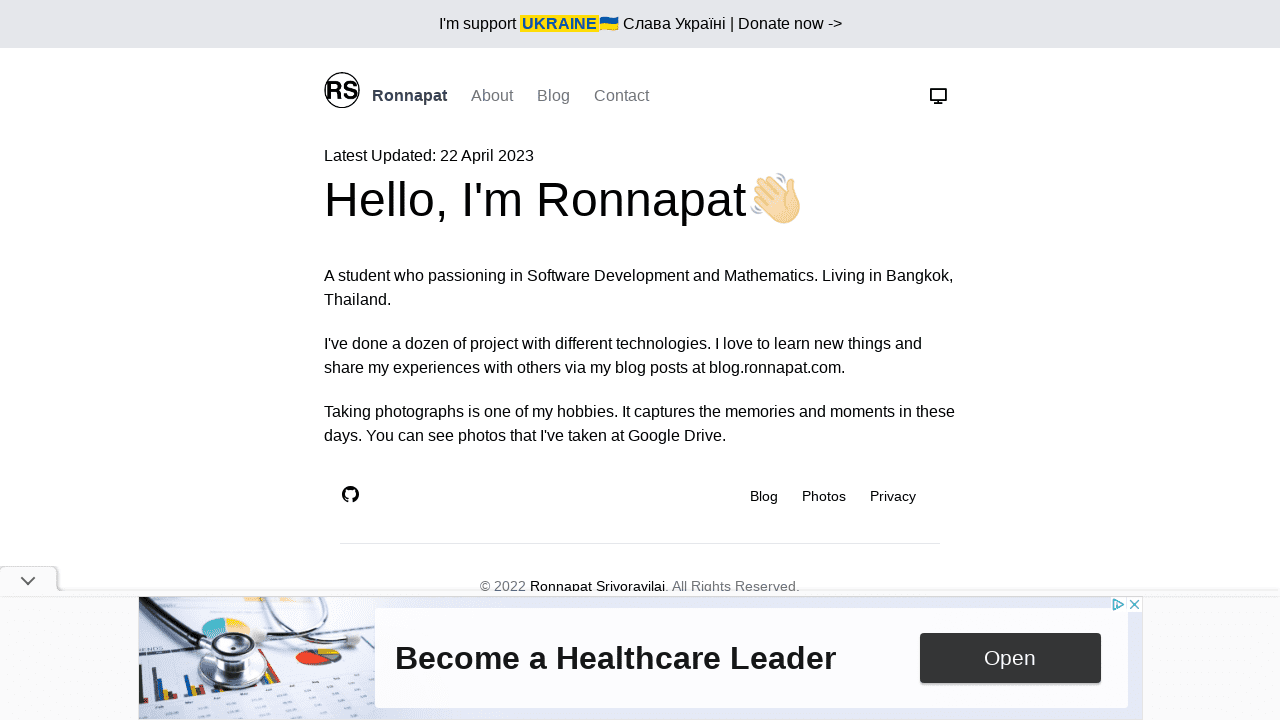 I'm support UKRAINE🇺🇦 Слава Україні | Donate now ->
RS Ronnapat About Blog Contact
Latest Updated: 22 April 2023
Hello, I'm Ronnapat👋🏼
A student who passioning in Software Development and Mathematics. Living in Bangkok,
Thailand.
I've done a dozen of project with different technologies. I love to learn new things and
share my experiences with others via my blog posts at blog.ronnapat.com.
Taking photographs is one of my hobbies. It captures the memories and moments in these
days. You can see photos that I've taken at Google Drive.
Blog Photos Privacy
© 2022 Ronnapat Srivoravilai. All Rights Reserved.
Become a Healthcare Leader
Open